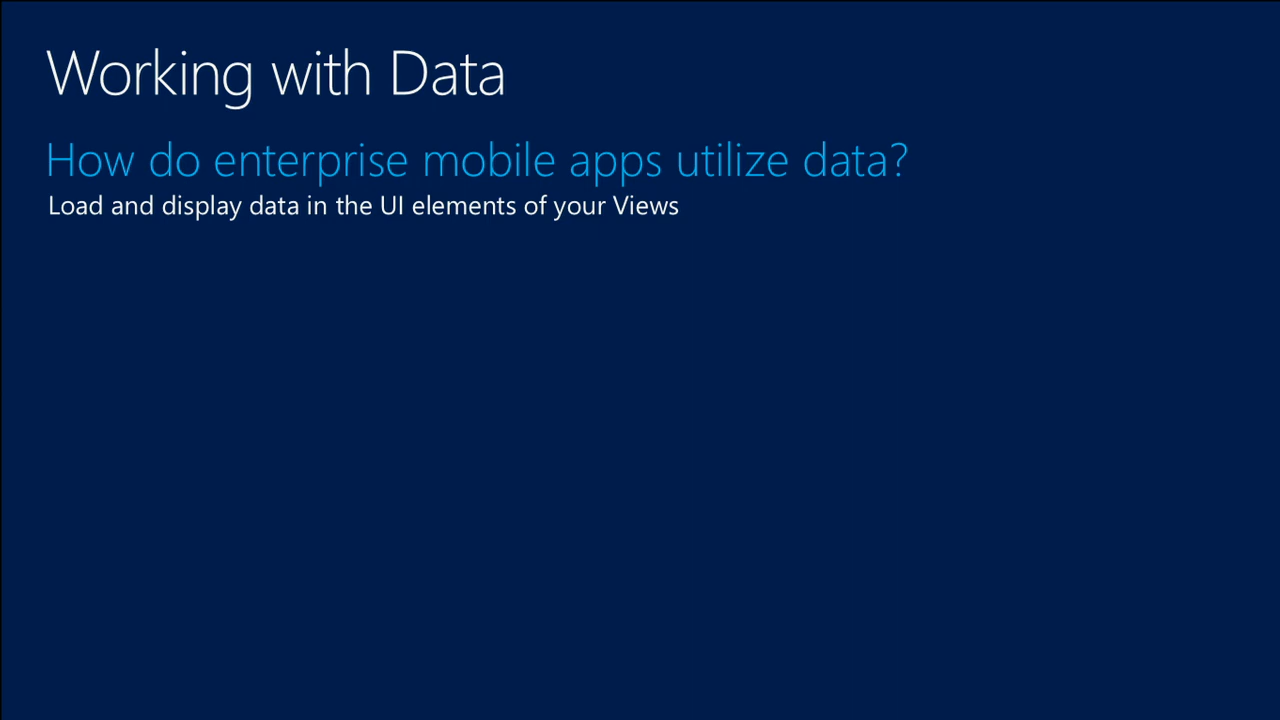 Working with Data
How do enterprise mobile apps utilize data?
Load and display data in the UI elements of your Views